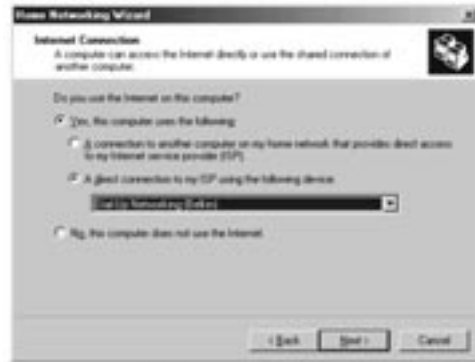 Home Networking Wizard
Internet Connection
A computer can access the Internet directly or use the shared connection of
another computer.
Do you use the Internet on this computer?
Yes, this computer uses the following:
A connection to another computer on my home network that provides direct access
to my Internet service provider (ISP).
A direct connection to my ISP using the following device:
Dial-Up Networking
No, this computer does not use the Internet.
< Back
Next >
Cancel